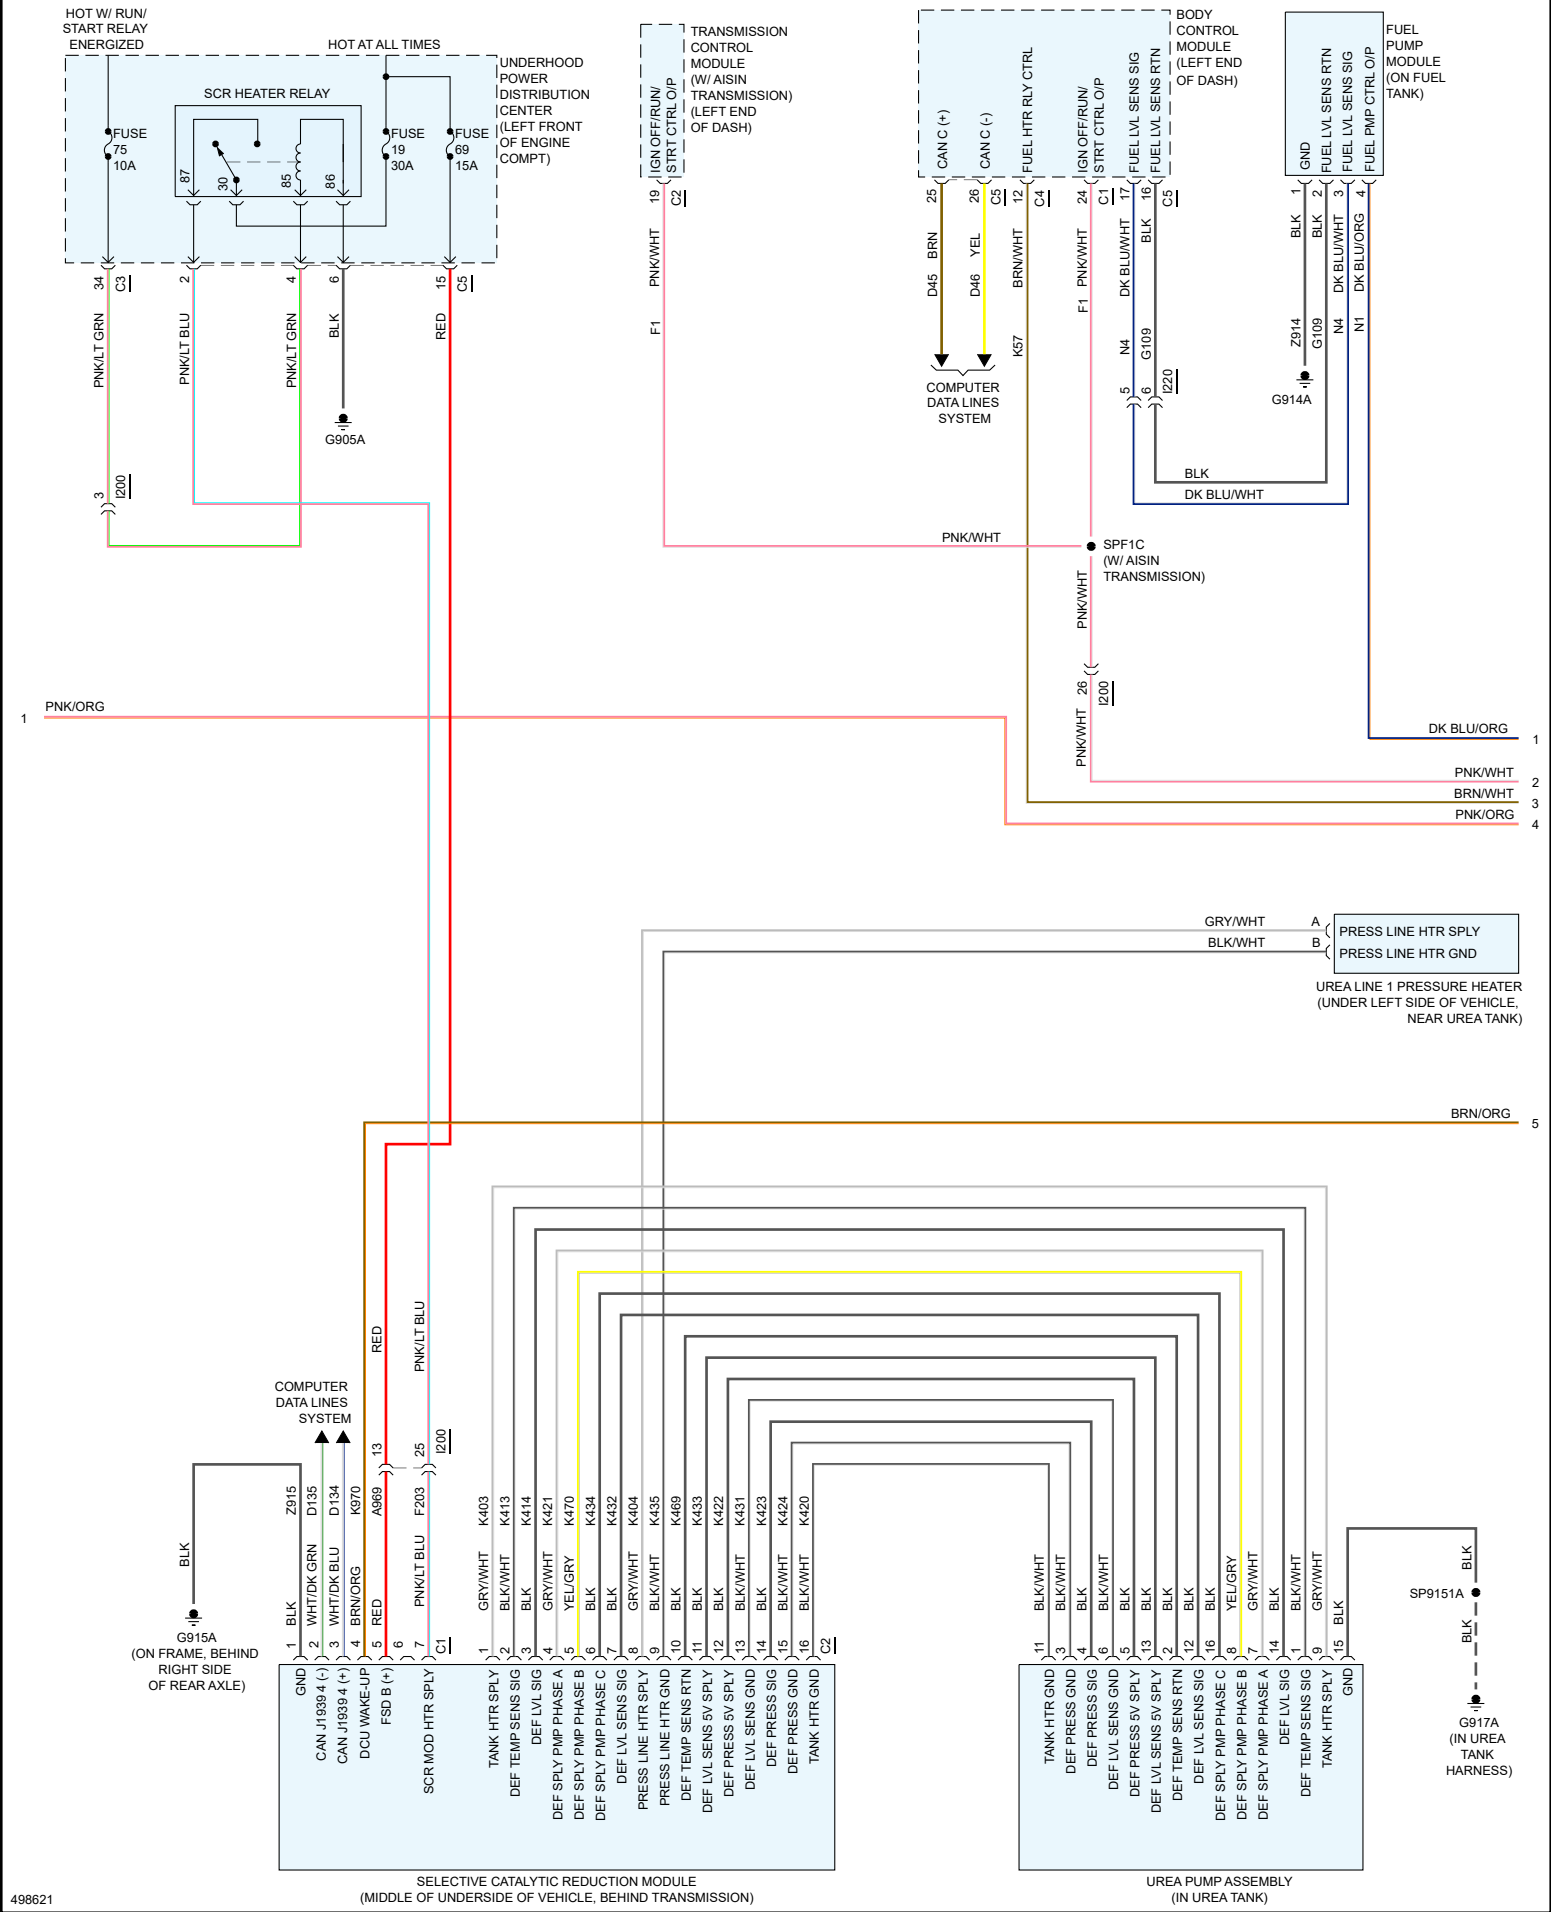 HOT W/ RUN/
START RELAY
ENERGIZED
HOT AT ALL TIMES
UNDERHOOD
POWER
DISTRIBUTION
CENTER
(LEFT FRONT
OF ENGINE
COMPT)
SCR HEATER RELAY
FUSE
75
10A
FUSE
19
30A
FUSE
69
15A
87
30
85
86
34
C3
2
4
6
15
C5
PNK/LT GRN
PNK/LT BLU
PNK/LT GRN
BLK
RED
G905A
3
I200
TRANSMISSION
CONTROL
MODULE
(W/ AISIN
TRANSMISSION)
(LEFT END
OF DASH)
IGN OFF/RUN/
STRT CTRL O/P
19
C2
PNK/WHT
F1
BODY
CONTROL
MODULE
(LEFT END
OF DASH)
CAN C (+)
CAN C (-)
FUEL HTR RLY CTRL
IGN OFF/RUN/
STRT CTRL O/P
FUEL LVL SENS SIG
FUEL LVL SENS RTN
25
26
C5
12
C4
24
C1
17
16
C5
BRN
YEL
BRN/WHT
PNK/WHT
DK BLU/WHT
BLK
D45
D46
K57
F1
N4
G109
COMPUTER
DATA LINES
SYSTEM
5
6
I220
FUEL
PUMP
MODULE
(ON FUEL
TANK)
GND
FUEL LVL SENS RTN
FUEL LVL SENS SIG
FUEL PMP CTRL O/P
1
2
3
4
BLK
BLK
DK BLU/WHT
DK BLU/ORG
Z914
G109
N4
N1
G914A
BLK
DK BLU/WHT
PNK/WHT
SPF1C
(W/ AISIN
TRANSMISSION)
PNK/WHT
26
I200
PNK/WHT
1
PNK/ORG
DK BLU/ORG
1
PNK/WHT
2
BRN/WHT
3
PNK/ORG
4
GRY/WHT
A
PRESS LINE HTR SPLY
BLK/WHT
B
PRESS LINE HTR GND
UREA LINE 1 PRESSURE HEATER
(UNDER LEFT SIDE OF VEHICLE,
NEAR UREA TANK)
BRN/ORG
5
RED
PNK/LT BLU
COMPUTER
DATA LINES
SYSTEM
13
25
I200
Z915
D135
D134
K970
A969
F203
BLK
BLK
WHT/DK GRN
WHT/DK BLU
BRN/ORG
RED
PNK/LT BLU
G915A
(ON FRAME, BEHIND
RIGHT SIDE
OF REAR AXLE)
1
2
3
4
5
6
7
C1
GND
CAN J1939 4 (-)
CAN J1939 4 (+)
DCU WAKE-UP
FSD B (+)
SCR MOD HTR SPLY
K403
K413
K414
K421
K470
K434
K432
K404
K435
K469
K433
K422
K431
K423
K424
K420
GRY/WHT
BLK/WHT
BLK
GRY/WHT
YEL/GRY
BLK
BLK
GRY/WHT
BLK/WHT
BLK
BLK
BLK
BLK/WHT
BLK
BLK/WHT
BLK/WHT
1
2
3
4
5
6
7
8
9
10
11
12
13
14
15
16
C2
TANK HTR SPLY
DEF TEMP SENS SIG
DEF LVL SIG
DEF SPLY PMP PHASE A
DEF SPLY PMP PHASE B
DEF SPLY PMP PHASE C
DEF LVL SENS SIG
PRESS LINE HTR SPLY
PRESS LINE HTR GND
DEF TEMP SENS RTN
DEF LVL SENS 5V SPLY
DEF PRESS 5V SPLY
DEF LVL SENS GND
DEF PRESS SIG
DEF PRESS GND
TANK HTR GND
SELECTIVE CATALYTIC REDUCTION MODULE
(MIDDLE OF UNDERSIDE OF VEHICLE, BEHIND TRANSMISSION)
BLK/WHT
BLK/WHT
BLK
BLK/WHT
BLK
BLK
BLK
BLK
BLK
YEL/GRY
GRY/WHT
BLK
BLK/WHT
GRY/WHT
BLK
11
3
4
6
5
13
2
12
16
8
7
14
1
9
15
TANK HTR GND
DEF PRESS GND
DEF PRESS SIG
DEF LVL SENS GND
DEF PRESS 5V SPLY
DEF LVL SENS 5V SPLY
DEF TEMP SENS RTN
DEF LVL SENS SIG
DEF SPLY PMP PHASE C
DEF SPLY PMP PHASE B
DEF SPLY PMP PHASE A
DEF LVL SIG
DEF TEMP SENS SIG
TANK HTR SPLY
GND
UREA PUMP ASSEMBLY
(IN UREA TANK)
BLK
SP9151A
BLK
G917A
(IN UREA
TANK
HARNESS)
498621